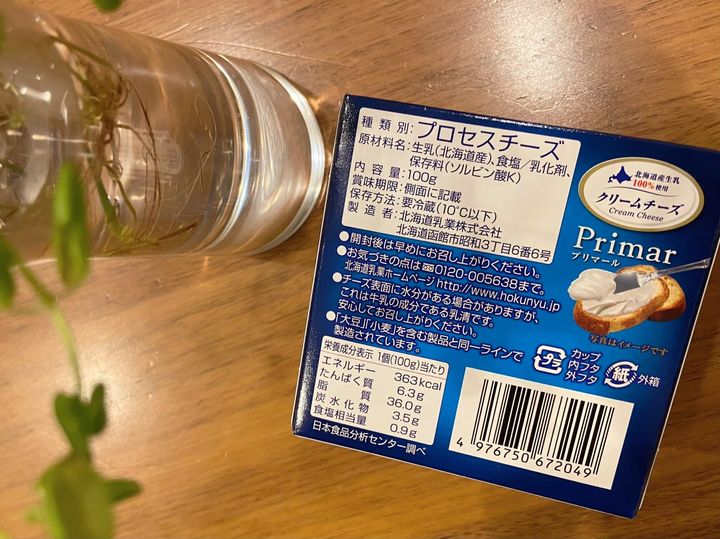 種類別：プロセスチーズ
原材料名：生乳(北海道産)、食塩／乳化剤、
保存料(ソルビン酸K)
内容量：100g
賞味期限：側面に記載
保存方法：要冷蔵(10℃以下)
製造者：北海道乳業株式会社
北海道函館市昭和3丁目6番6号
●開封後は早めにお召し上がりください。
●お気づきの点は0120-005638まで。
北海道乳業ホームページ http://www.hokunyu.jp
●チーズ表面に水分がある場合がありますが、
これは牛乳の成分である乳清です。
安心してお召し上がりください。
●「大豆」「小麦」を含む製品と同一ラインで
製造されています。
栄養成分表示 1個(100g)当たり
エネルギー 363kcal
たんぱく質 6.3g
脂質 36.0g
炭水化物 3.5g
食塩相当量 0.9g
日本食品分析センター調べ
北海道産生乳
100%使用
クリームチーズ
Cream Cheese
Primar
プリマール
写真はイメージです
プラ
カップ
内フタ
外フタ
紙
外箱
4 976750 672049